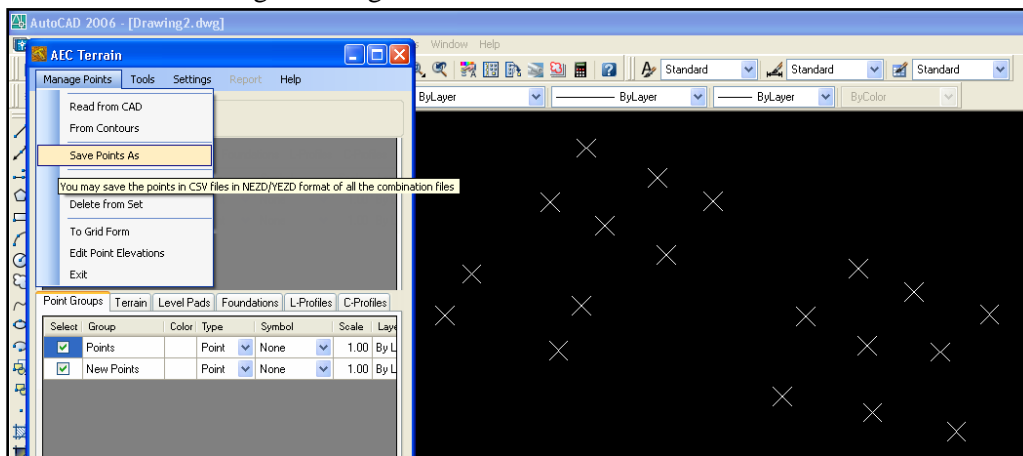 AutoCAD 2006 - [Drawing2.dwg]
Window Help
AEC Terrain
Manage Points Tools Settings Report Help
Standard Standard Standard
ByLayer ByLayer ByLayer ByColor
Read from CAD
From Contours
Save Points As
You may save the points in CSV files in NEZD/YEZD format of all the combination files
Delete from Set
To Grid Form
Edit Point Elevations
Exit
Point Groups Terrain Level Pads Foundations L-Profiles C-Profiles
Select Group Color Type Symbol Scale Laye
Points Point None 1.00 By L
New Points Point None 1.00 By L